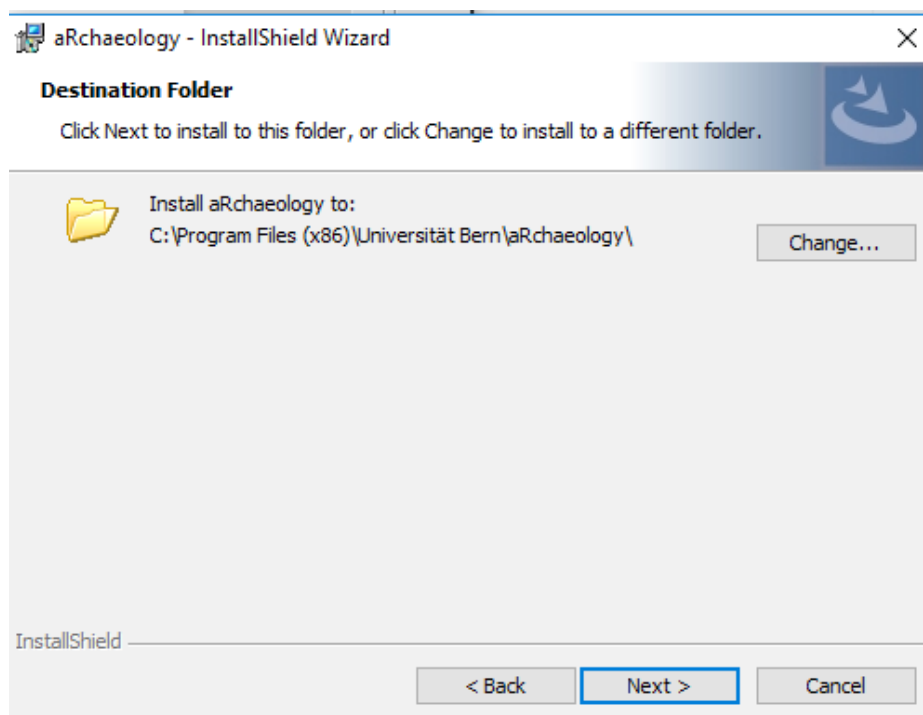 aRchaeology - InstallShield Wizard
Destination Folder
Click Next to install to this folder, or click Change to install to a different folder.
Install aRchaeology to:
C:\Program Files (x86)\Universität Bern\aRchaeology\
Change...
InstallShield
< Back
Next >
Cancel